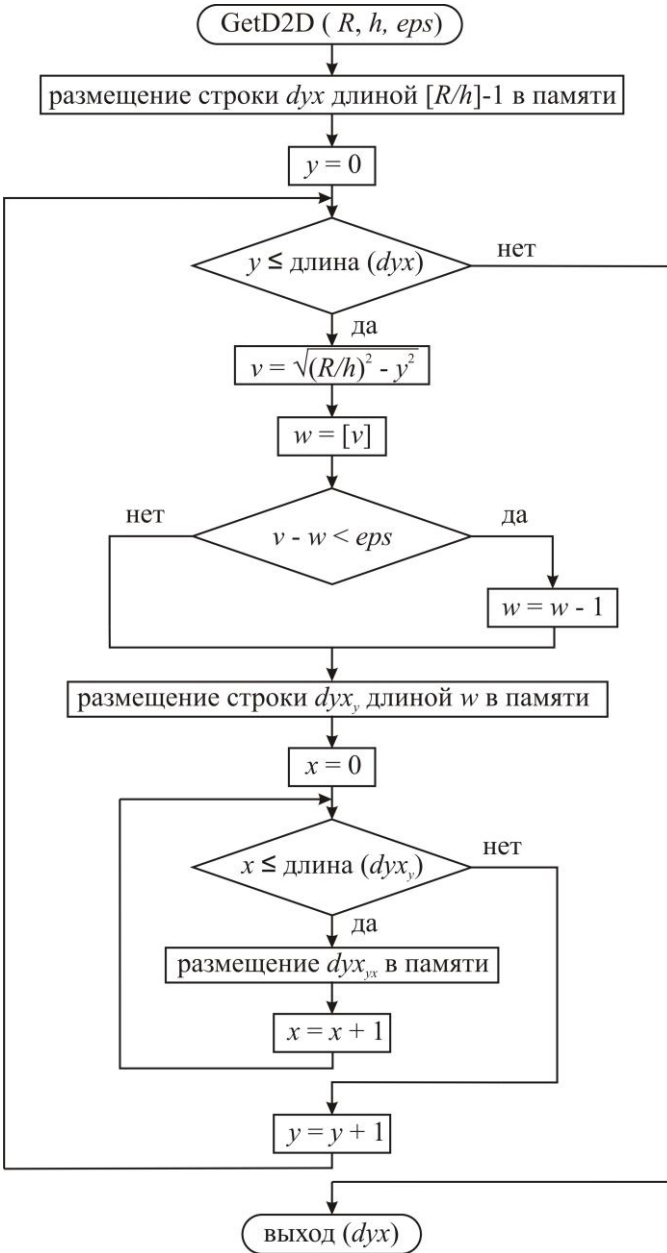 GetD2D ( R, h, eps)
размещение строки dyx длиной [R/h]-1 в памяти
y = 0
y ≤ длина (dyx)
нет
да
v = √(R/h)² - y²
w = [v]
нет
v - w < eps
да
w = w - 1
размещение строки dyxy длиной w в памяти
x = 0
x ≤ длина (dyxy)
нет
да
размещение dyxyx в памяти
x = x + 1
y = y + 1
выход (dyx)